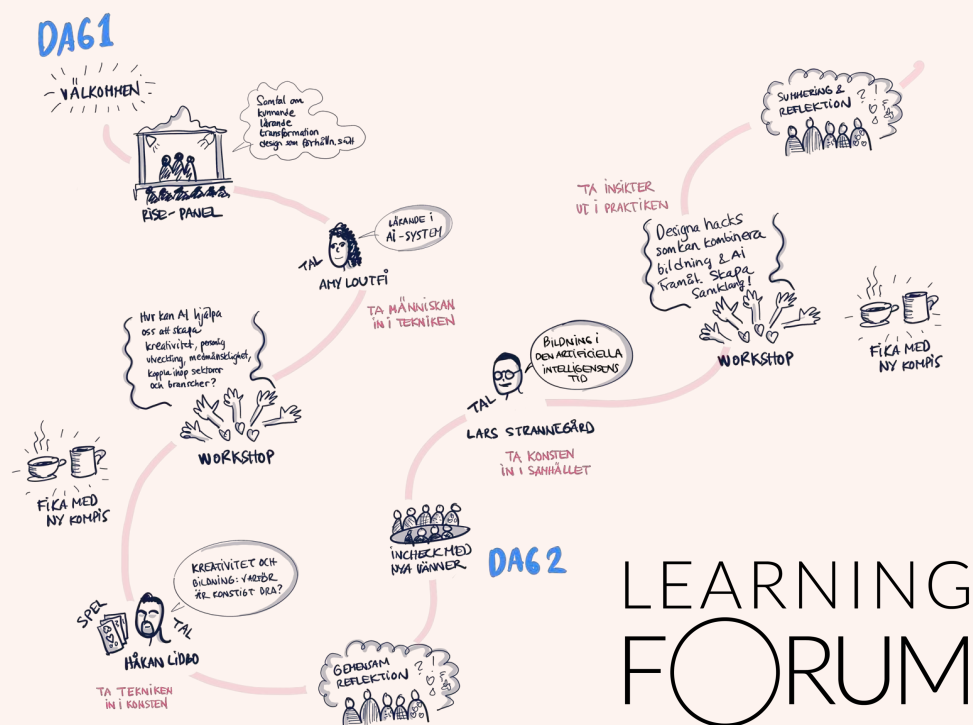 DAG1
VÄLKOMMEN
Samtal om
kunnande
lärande
transformation
design som förhålln.sätt
RISE-PANEL
LÄRANDE I
AI-SYSTEM
TAL
AMY LOUTFI
TA MÄNNISKAN
IN I TEKNIKEN
Hur kan AI hjälpa
oss att skapa
kreativitet, personlig
utveckling, medmänsklighet,
koppla ihop sektorer
och branscher?
WORKSHOP
FIKA MED
NY KOMPIS
KREATIVITET OCH
BILDNING: VARFÖR
ÄR KONSTIGT BRA?
SPEL
TAL
HÅKAN LIDBO
TA TEKNIKEN
IN I KONSTEN
GEMENSAM
REFLEKTION ? !
DAG 2
INCHECK MED
NYA VÄNNER
BILDNING I
DEN ARTIFICIELLA
INTELLIGENSENS
TID
TAL
LARS STRANNEGÅRD
TA KONSTEN
IN I SAMHÄLLET
Designa hacks
som kan kombinera
bildning & AI
framåt. Skapa
Samklang!
WORKSHOP
FIKA MED
NY KOMPIS
TA INSIKTER
UT I PRAKTIKEN
SUMMERING &
REFLEKTION ? !
LEARNING
FORUM